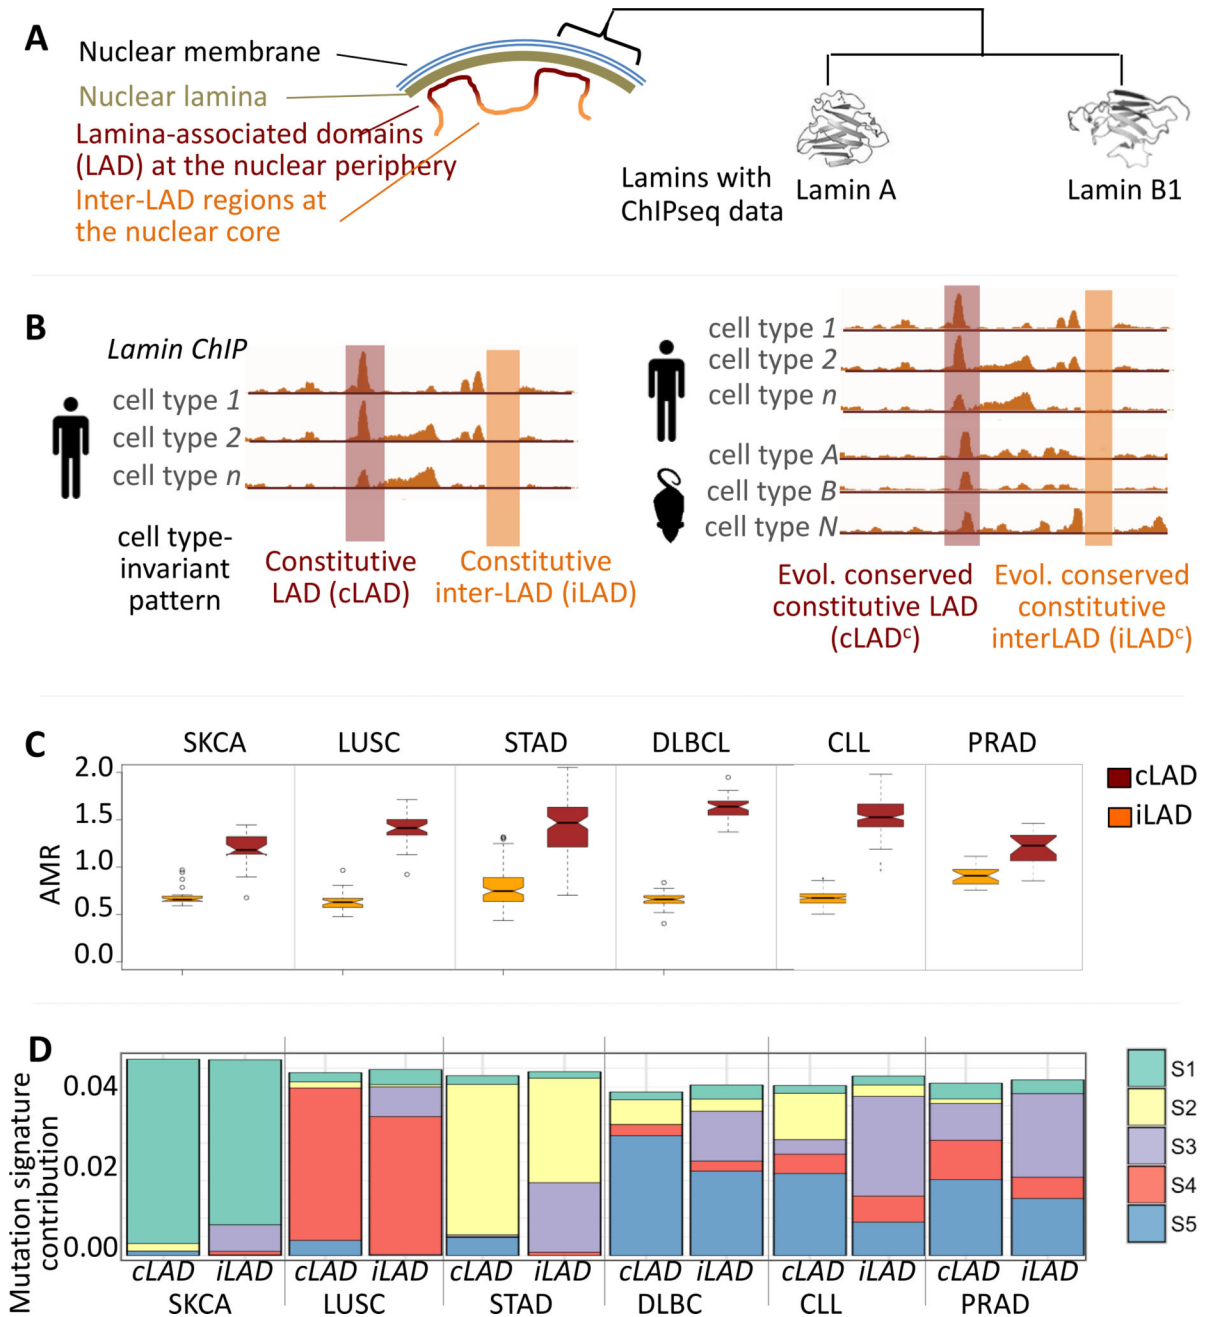 A
Nuclear membrane
Nuclear lamina
Lamina-associated domains
(LAD) at the nuclear periphery
Inter-LAD regions at
the nuclear core
Lamins with
ChIPseq data
Lamin A
Lamin B1
B
Lamin ChIP
cell type 1
cell type 2
cell type n
cell type-
invariant
pattern
Constitutive
LAD (cLAD)
Constitutive
inter-LAD (iLAD)
cell type 1
cell type 2
cell type n
cell type A
cell type B
cell type N
Evol. conserved
constitutive LAD
(cLADᶜ)
Evol. conserved
constitutive
interLAD (iLADᶜ)
C
SKCA LUSC STAD DLBCL CLL PRAD
AMR
2.0
1.5
1.0
0.5
0.0
cLAD
iLAD
D
Mutation signature
contribution
0.04
0.02
0.00
S1
S2
S3
S4
S5
cLAD iLAD cLAD iLAD cLAD iLAD cLAD iLAD cLAD iLAD cLAD iLAD
SKCA LUSC STAD DLBC CLL PRAD